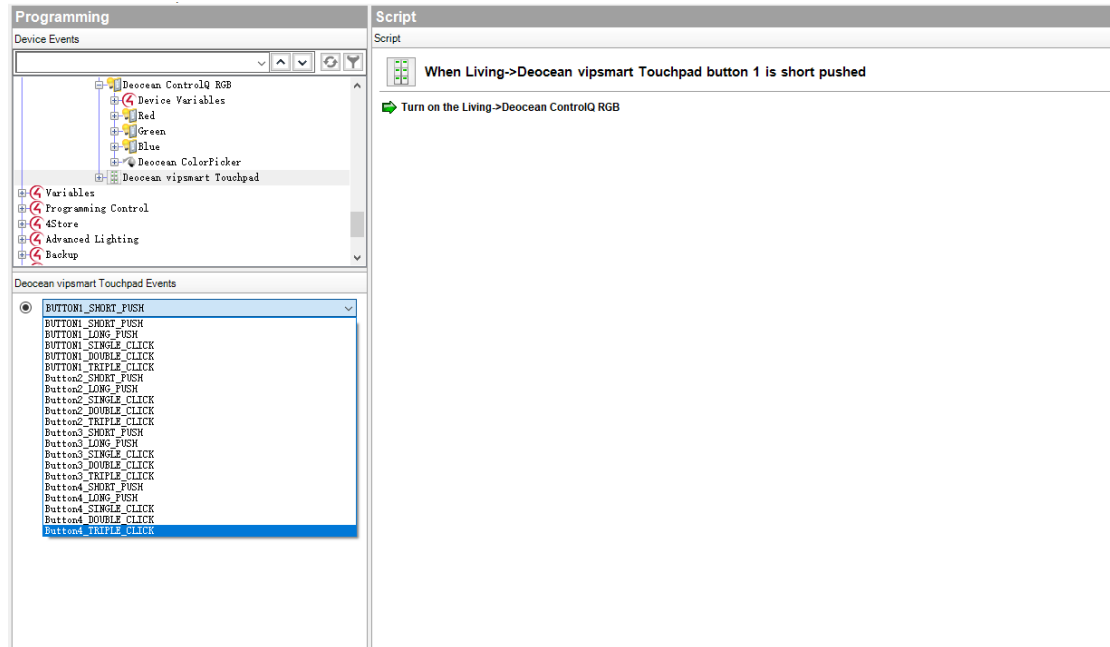 Programming
Device Events
Deocean ControlQ RGB
Device Variables
Red
Green
Blue
Deocean ColorPicker
Deocean vipsmart Touchpad
Variables
Programming Control
4Store
Advanced Lighting
Backup
Deocean vipsmart Touchpad Events
BUTTON1_SHORT_PUSH
BUTTON1_SHORT_PUSH
BUTTON1_LONG_PUSH
BUTTON1_SINGLE_CLICK
BUTTON1_DOUBLE_CLICK
BUTTON1_TRIPLE_CLICK
Button2_SHORT_PUSH
Button2_LONG_PUSH
Button2_SINGLE_CLICK
Button2_DOUBLE_CLICK
Button2_TRIPLE_CLICK
Button3_SHORT_PUSH
Button3_LONG_PUSH
Button3_SINGLE_CLICK
Button3_DOUBLE_CLICK
Button3_TRIPLE_CLICK
Button4_SHORT_PUSH
Button4_LONG_PUSH
Button4_SINGLE_CLICK
Button4_DOUBLE_CLICK
Button4_TRIPLE_CLICK
Script
Script
When Living->Deocean vipsmart Touchpad button 1 is short pushed
Turn on the Living->Deocean ControlQ RGB